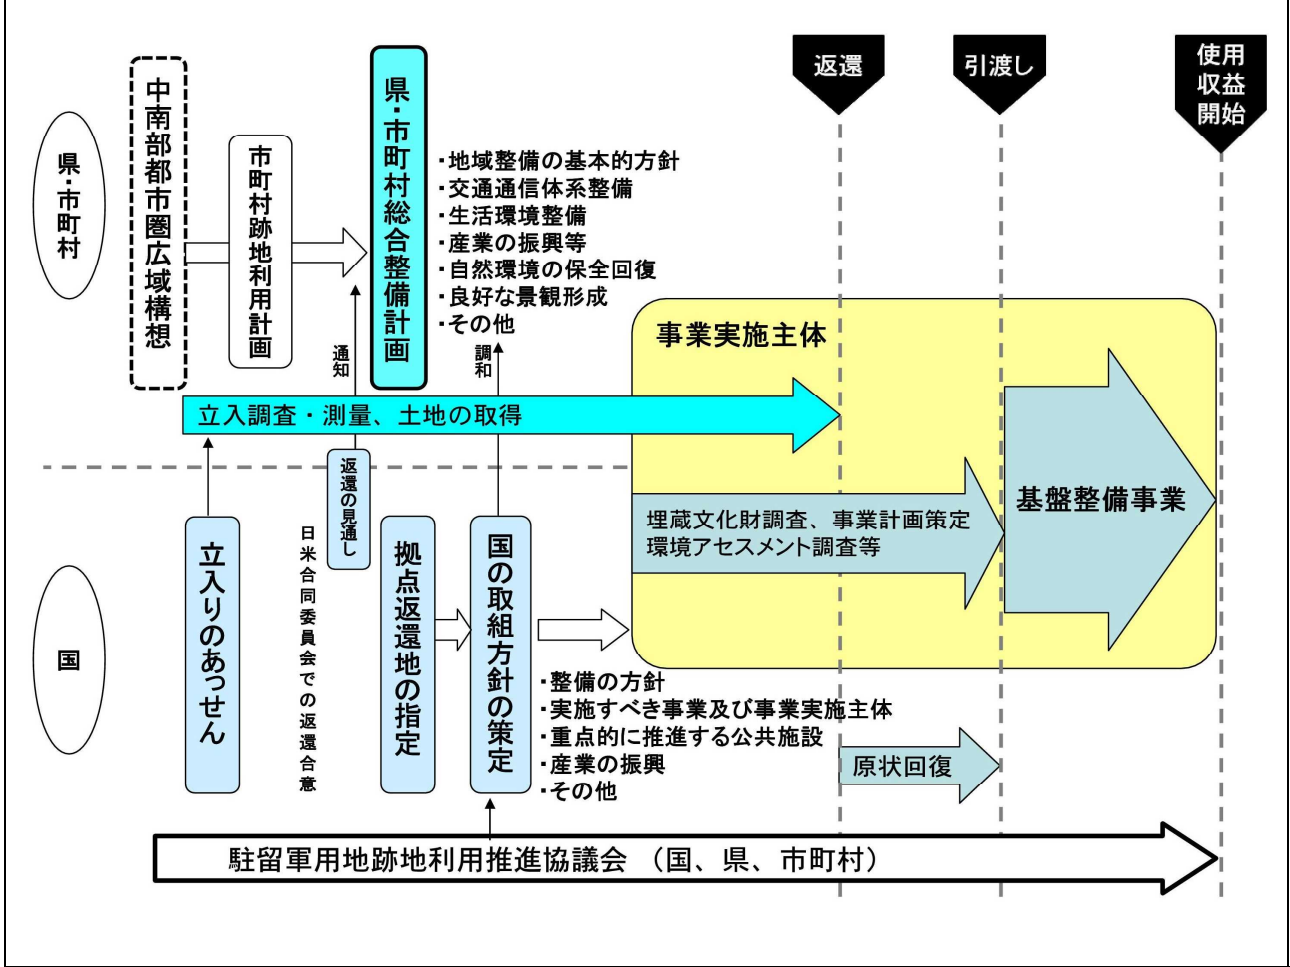 返還
引渡し
使用
収益
開始
県・市町村
中南部都市圏広域構想
市町村跡地利用計画
県・市町村総合整備計画
・地域整備の基本的方針
・交通通信体系整備
・生活環境整備
・産業の振興等
・自然環境の保全回復
・良好な景観形成
・その他
通知
調和
事業実施主体
立入調査・測量、土地の取得
国
立入りのあっせん
日米合同委員会での返還合意
返還の見通し
拠点返還地の指定
国の取組方針の策定
埋蔵文化財調査、事業計画策定
環境アセスメント調査等
基盤整備事業
・整備の方針
・実施すべき事業及び事業実施主体
・重点的に推進する公共施設
・産業の振興
・その他
原状回復
駐留軍用地跡地利用推進協議会 （国、県、市町村）